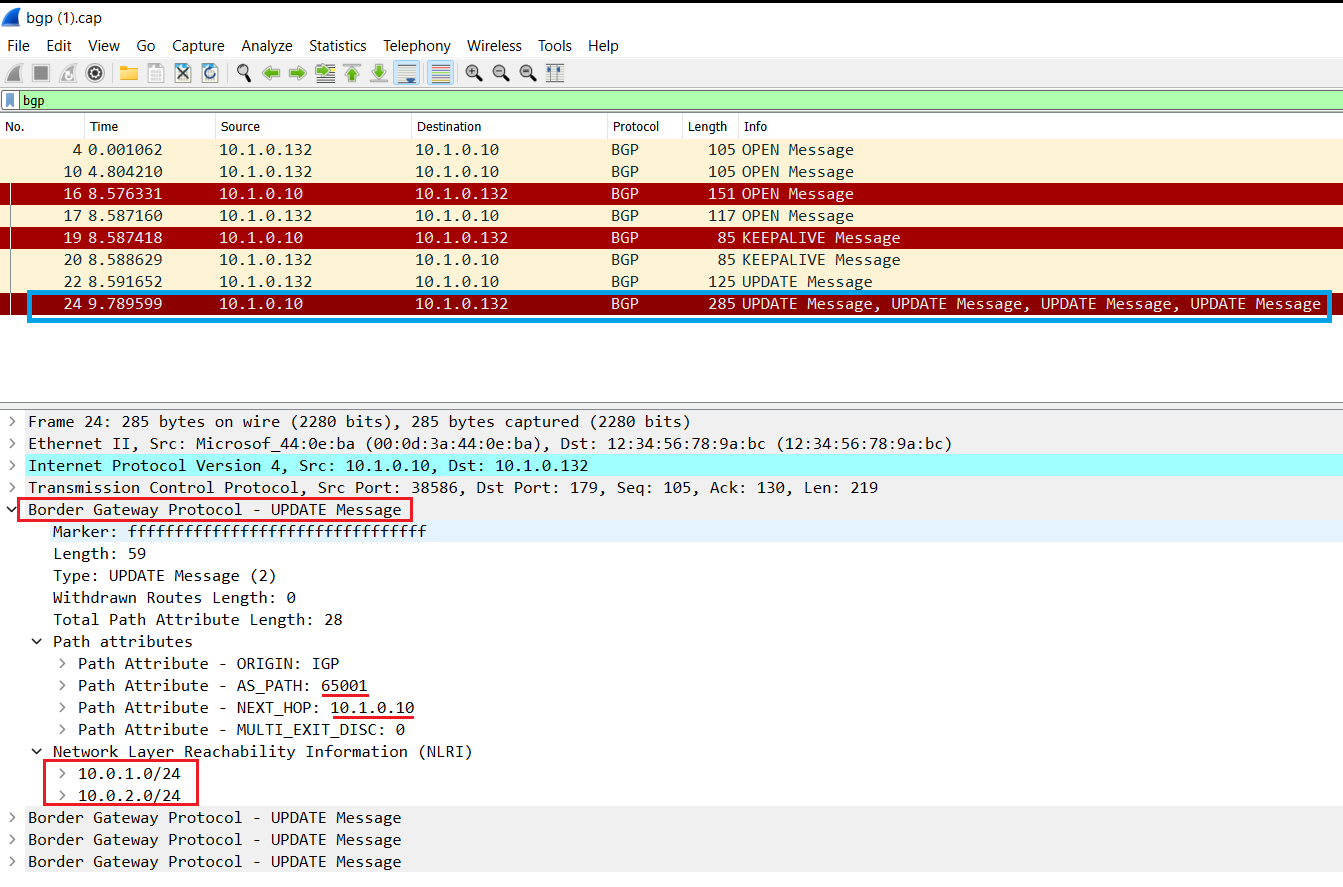 bgp (1).cap
File Edit View Go Capture Analyze Statistics Telephony Wireless Tools Help
bgp
No. Time Source Destination Protocol Length Info
4 0.001062 10.1.0.132 10.1.0.10 BGP 105 OPEN Message
10 4.804210 10.1.0.132 10.1.0.10 BGP 105 OPEN Message
16 8.576331 10.1.0.10 10.1.0.132 BGP 151 OPEN Message
17 8.587160 10.1.0.132 10.1.0.10 BGP 117 OPEN Message
19 8.587418 10.1.0.10 10.1.0.132 BGP 85 KEEPALIVE Message
20 8.588629 10.1.0.132 10.1.0.10 BGP 85 KEEPALIVE Message
22 8.591652 10.1.0.132 10.1.0.10 BGP 125 UPDATE Message
24 9.789599 10.1.0.10 10.1.0.132 BGP 285 UPDATE Message, UPDATE Message, UPDATE Message, UPDATE Message
Frame 24: 285 bytes on wire (2280 bits), 285 bytes captured (2280 bits)
Ethernet II, Src: Microsof_44:0e:ba (00:0d:3a:44:0e:ba), Dst: 12:34:56:78:9a:bc (12:34:56:78:9a:bc)
Internet Protocol Version 4, Src: 10.1.0.10, Dst: 10.1.0.132
Transmission Control Protocol, Src Port: 38586, Dst Port: 179, Seq: 105, Ack: 130, Len: 219
Border Gateway Protocol - UPDATE Message
Marker: ffffffffffffffffffffffffffffffff
Length: 59
Type: UPDATE Message (2)
Withdrawn Routes Length: 0
Total Path Attribute Length: 28
Path attributes
Path Attribute - ORIGIN: IGP
Path Attribute - AS_PATH: 65001
Path Attribute - NEXT_HOP: 10.1.0.10
Path Attribute - MULTI_EXIT_DISC: 0
Network Layer Reachability Information (NLRI)
10.0.1.0/24
10.0.2.0/24
Border Gateway Protocol - UPDATE Message
Border Gateway Protocol - UPDATE Message
Border Gateway Protocol - UPDATE Message